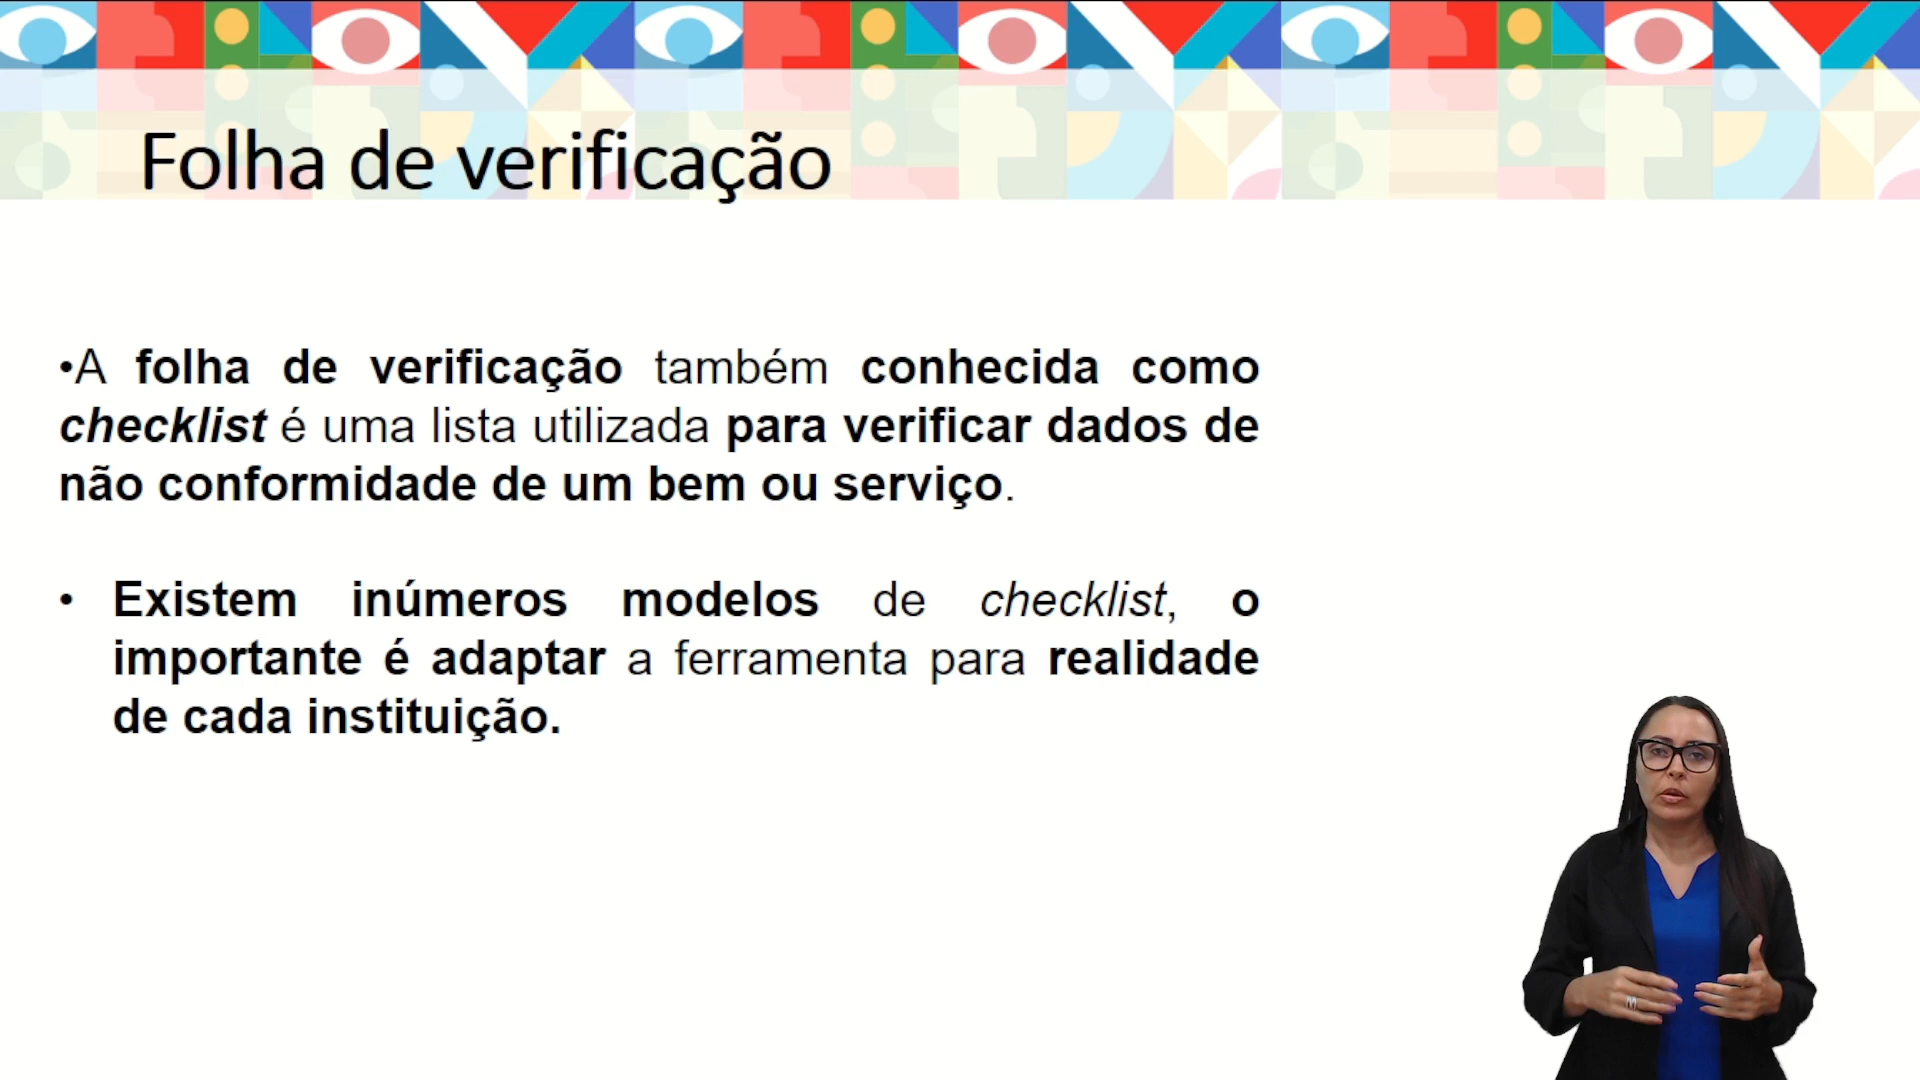 Folha de verificação
•A folha de verificação também conhecida como
checklist é uma lista utilizada para verificar dados de
não conformidade de um bem ou serviço.
• Existem inúmeros modelos de checklist, o
importante é adaptar a ferramenta para realidade
de cada instituição.